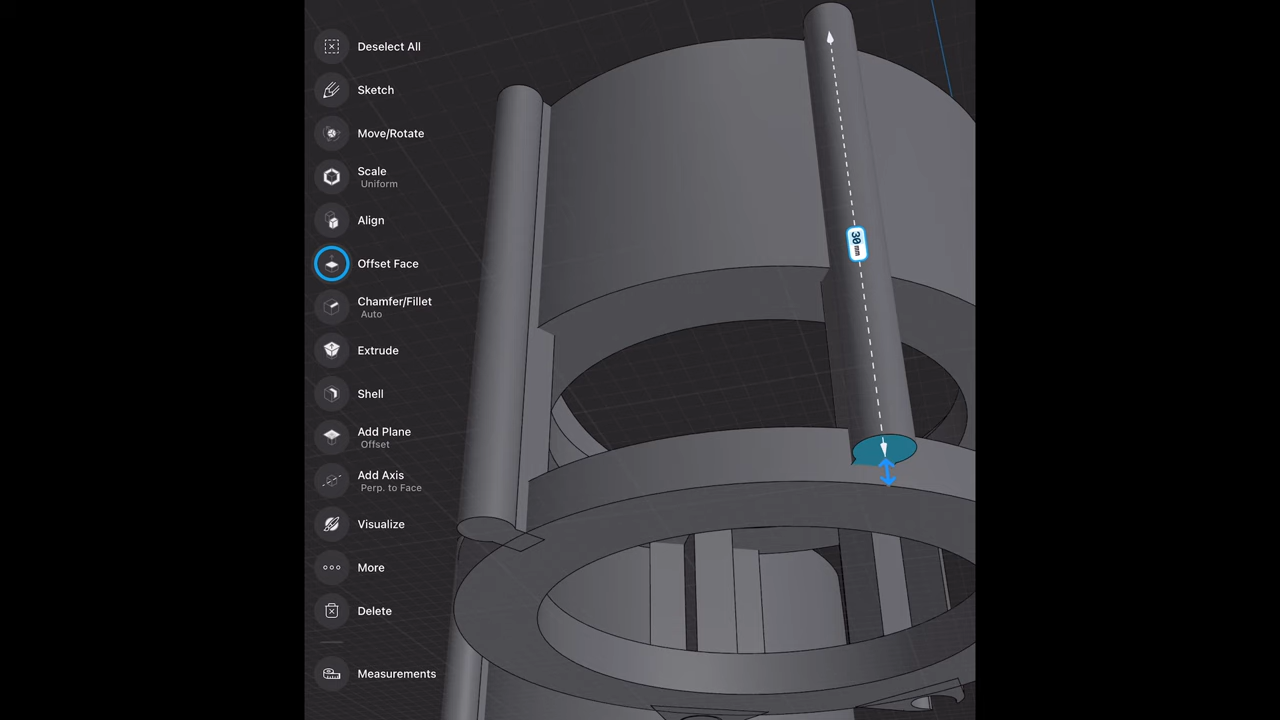 Deselect All
Sketch
Move/Rotate
Scale
Uniform
Align
Offset Face
Chamfer/Fillet
Auto
Extrude
Shell
Add Plane
Offset
Add Axis
Perp. to Face
Visualize
More
Delete
Measurements
30 mm